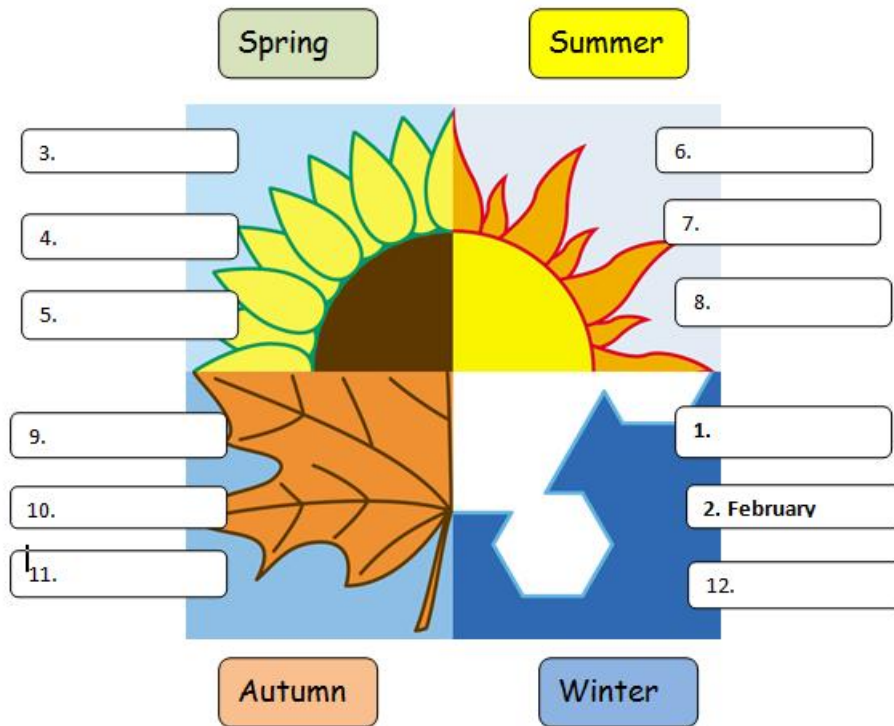 Spring
Summer
3.
4.
5.
6.
7.
8.
9.
10.
11.
1.
2. February
12.
Autumn
Winter